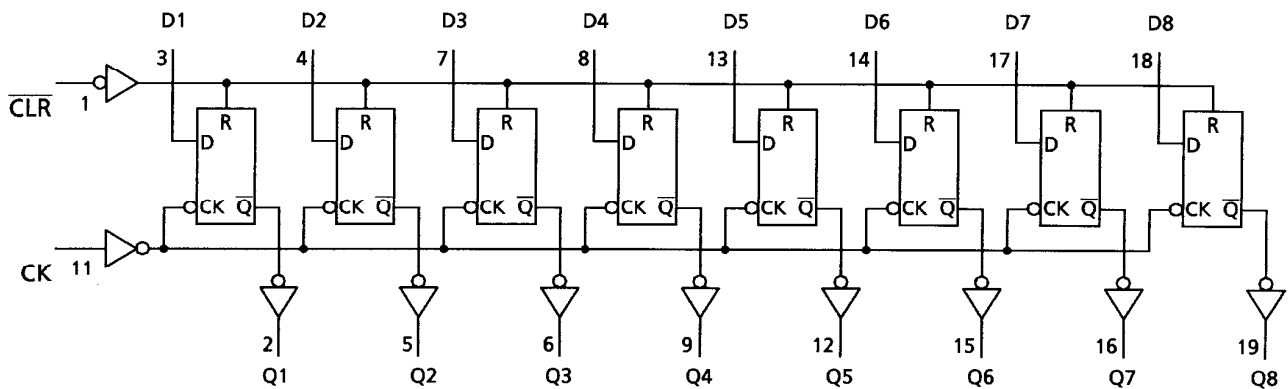 D1 D2 D3 D4 D5 D6 D7 D8
3 4 7 8 13 14 17 18
C̅L̅R̅ 1
R R R R R R R R
D D D D D D D D
CK Q̅ CK Q̅ CK Q̅ CK Q̅ CK Q̅ CK Q̅ CK Q̅ CK Q̅
CK 11
2 5 6 9 12 15 16 19
Q1 Q2 Q3 Q4 Q5 Q6 Q7 Q8